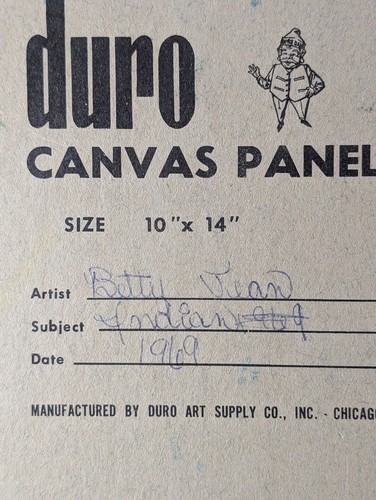 duro
CANVAS PANEL
SIZE 10"x 14"
Artist Betty Jean
Subject Indian
Date 1969
MANUFACTURED BY DURO ART SUPPLY CO., INC. - CHICAG